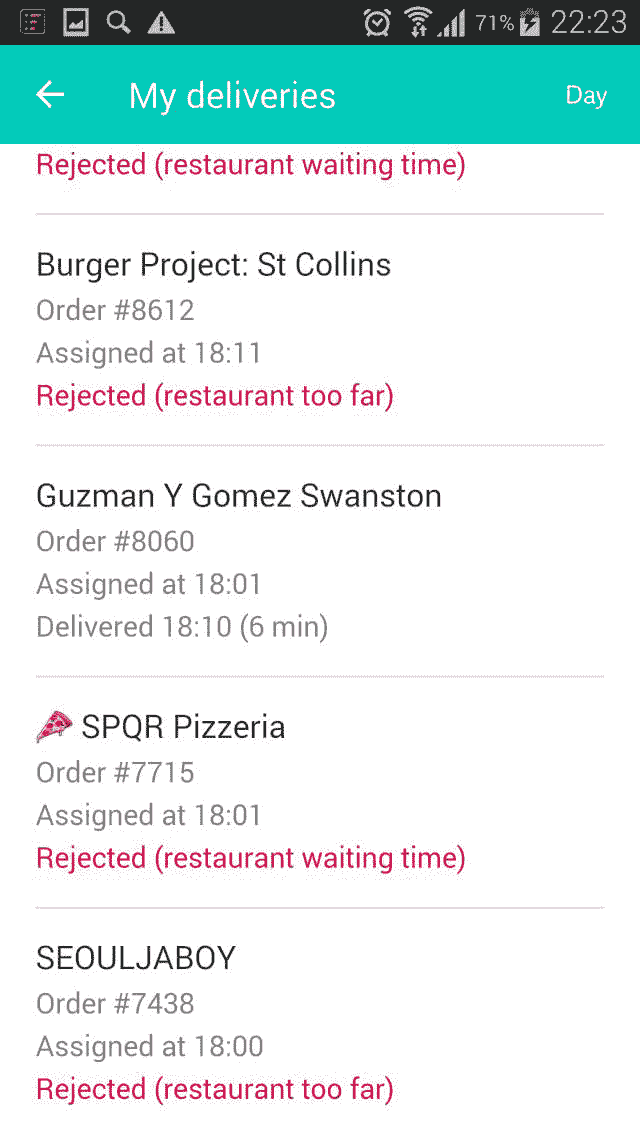 71% 22:23
My deliveries Day
Rejected (restaurant waiting time)
Burger Project: St Collins
Order #8612
Assigned at 18:11
Rejected (restaurant too far)
Guzman Y Gomez Swanston
Order #8060
Assigned at 18:01
Delivered 18:10 (6 min)
SPQR Pizzeria
Order #7715
Assigned at 18:01
Rejected (restaurant waiting time)
SEOULJABOY
Order #7438
Assigned at 18:00
Rejected (restaurant too far)